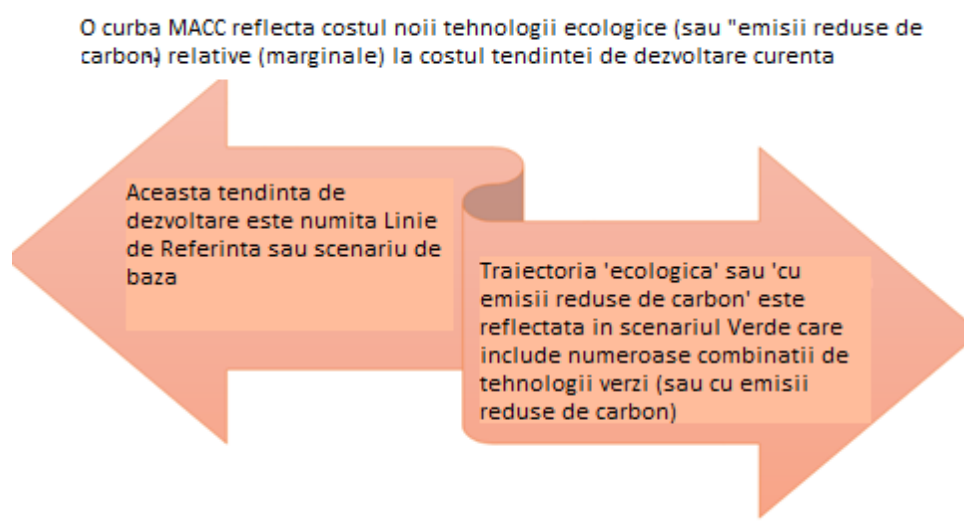 O curba MACC reflecta costul noii tehnologii ecologice (sau "emisii reduse de
carbon) relative (marginale) la costul tendintei de dezvoltare curenta
Aceasta tendinta de
dezvoltare este numita Linie
de Referinta sau scenariu de
baza
Traiectoria 'ecologica' sau 'cu
emisii reduse de carbon' este
reflectata in scenariul Verde care
include numeroase combinatii de
tehnologii verzi (sau cu emisii
reduse de carbon)